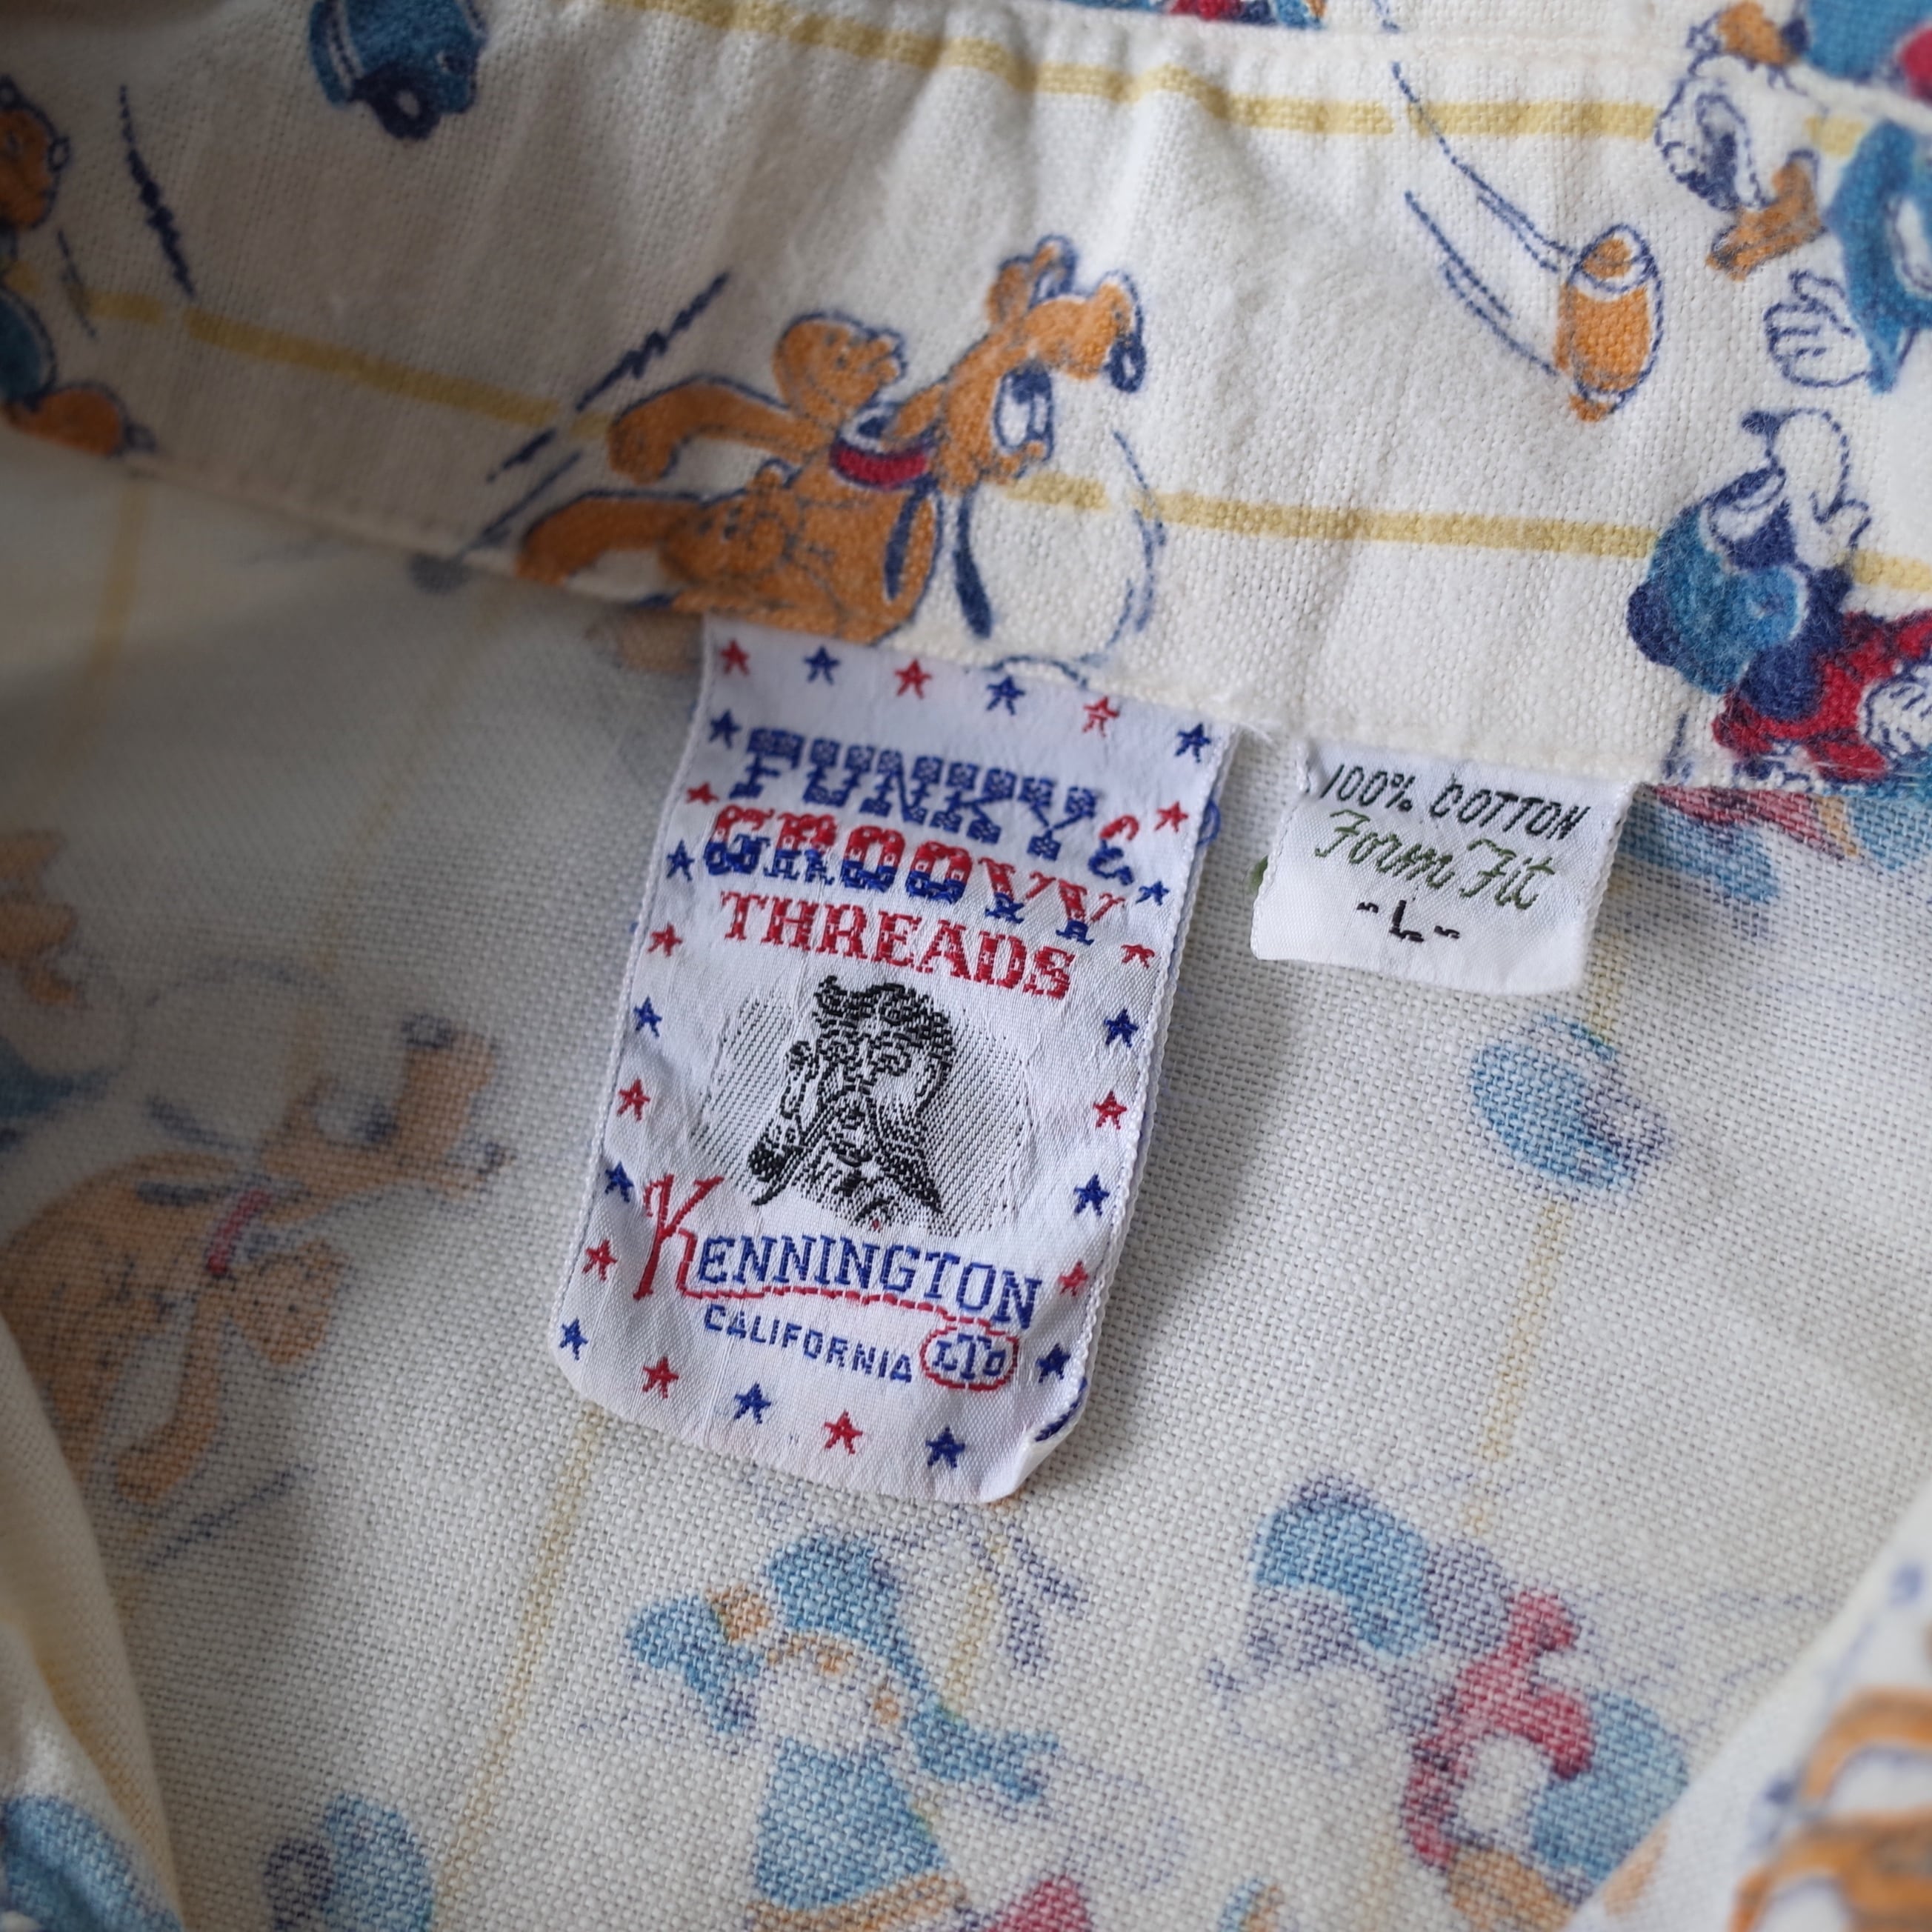 FUNKY &
GROOVY
THREADS
KENNINGTON
CALIFORNIA LTD
100% COTTON
Form Fit
-L-